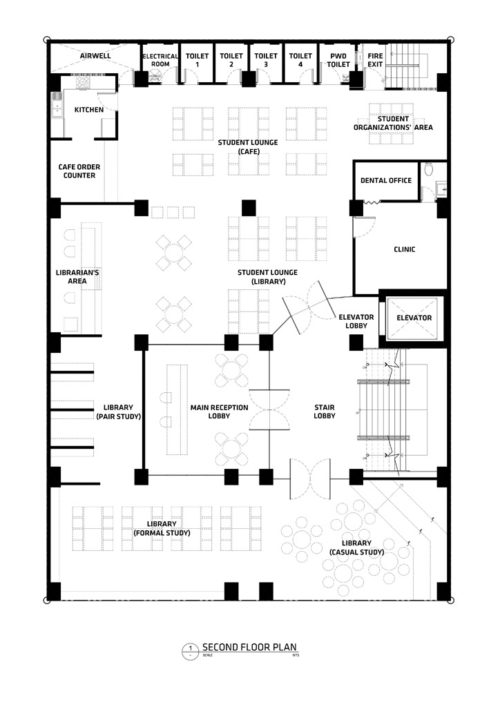 AIRWELL
ELECTRICAL
ROOM
TOILET
1
TOILET
2
TOILET
3
TOILET
4
PWD
TOILET
FIRE
EXIT
KITCHEN
STUDENT
ORGANIZATIONS' AREA
STUDENT LOUNGE
(CAFE)
CAFE ORDER
COUNTER
DENTAL OFFICE
CLINIC
LIBRARIAN'S
AREA
STUDENT LOUNGE
(LIBRARY)
ELEVATOR
LOBBY
ELEVATOR
LIBRARY
(PAIR STUDY)
MAIN RECEPTION
LOBBY
STAIR
LOBBY
LIBRARY
(FORMAL STUDY)
LIBRARY
(CASUAL STUDY)
1
SECOND FLOOR PLAN
SCALE NTS